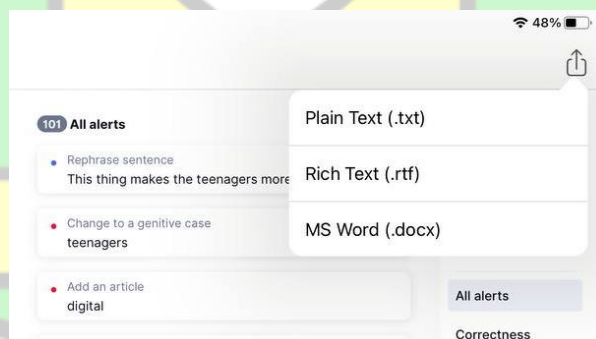 48%
101 All alerts
Rephrase sentence
This thing makes the teenagers more
Change to a genitive case
teenagers
Add an article
digital
Plain Text (.txt)
Rich Text (.rtf)
MS Word (.docx)
All alerts
Correctness